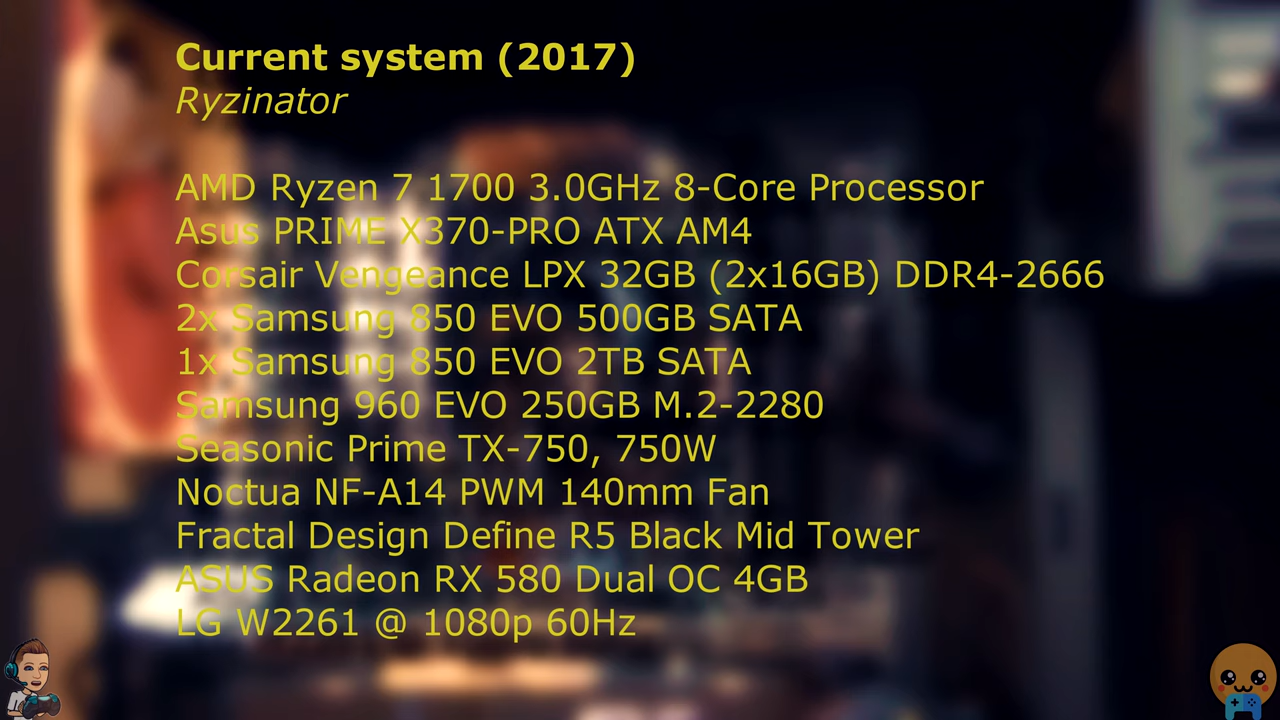 Current system (2017)
Ryzinator
AMD Ryzen 7 1700 3.0GHz 8-Core Processor
Asus PRIME X370-PRO ATX AM4
Corsair Vengeance LPX 32GB (2x16GB) DDR4-2666
2x Samsung 850 EVO 500GB SATA
1x Samsung 850 EVO 2TB SATA
Samsung 960 EVO 250GB M.2-2280
Seasonic Prime TX-750, 750W
Noctua NF-A14 PWM 140mm Fan
Fractal Design Define R5 Black Mid Tower
ASUS Radeon RX 580 Dual OC 4GB
LG W2261 @ 1080p 60Hz